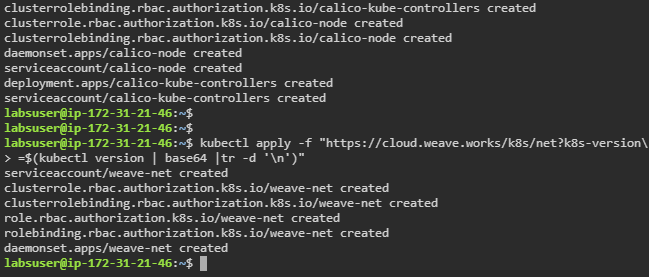 clusterrolebinding.rbac.authorization.k8s.io/calico-kube-controllers created
clusterrole.rbac.authorization.k8s.io/calico-node created
clusterrolebinding.rbac.authorization.k8s.io/calico-node created
daemonset.apps/calico-node created
serviceaccount/calico-node created
deployment.apps/calico-kube-controllers created
serviceaccount/calico-kube-controllers created
labsuser@ip-172-31-21-46:~$
labsuser@ip-172-31-21-46:~$
labsuser@ip-172-31-21-46:~$ kubectl apply -f "https://cloud.weave.works/k8s/net?k8s-version\
> =$(kubectl version | base64 |tr -d '\n')"
serviceaccount/weave-net created
clusterrole.rbac.authorization.k8s.io/weave-net created
clusterrolebinding.rbac.authorization.k8s.io/weave-net created
role.rbac.authorization.k8s.io/weave-net created
rolebinding.rbac.authorization.k8s.io/weave-net created
daemonset.apps/weave-net created
labsuser@ip-172-31-21-46:~$